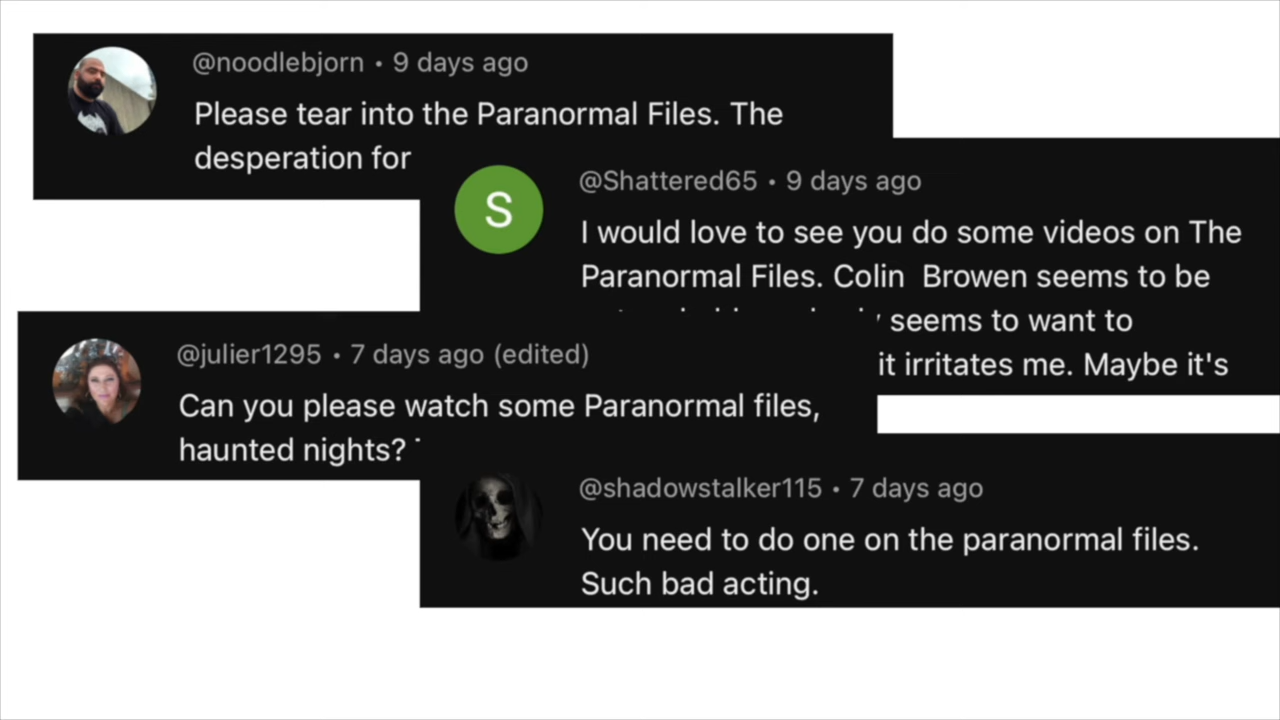 @noodlebjorn • 9 days ago
Please tear into the Paranormal Files. The
desperation for
S
@Shattered65 • 9 days ago
I would love to see you do some videos on The
Paranormal Files. Colin Browen seems to be
seems to want to
it irritates me. Maybe it's
@julier1295 • 7 days ago (edited)
Can you please watch some Paranormal files,
haunted nights?
@shadowstalker115 • 7 days ago
You need to do one on the paranormal files.
Such bad acting.